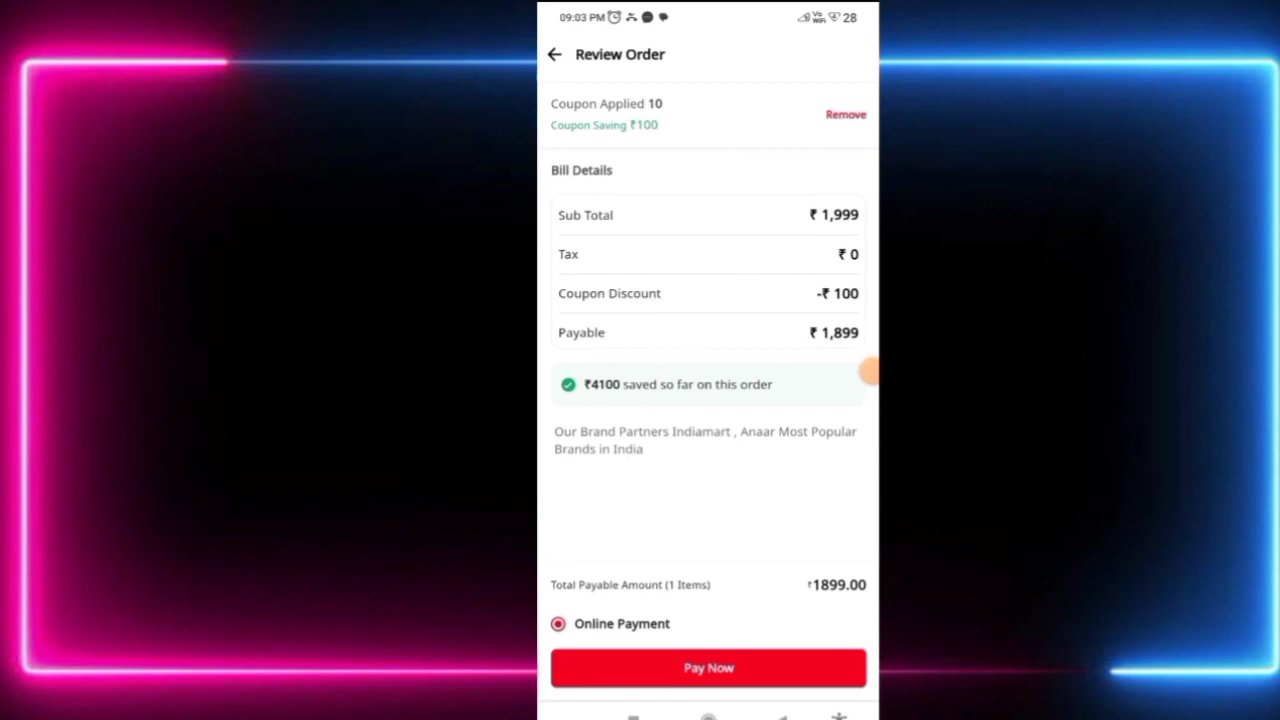 09:03 PM Vo WiFi 28
Review Order
Coupon Applied 10
Coupon Saving ₹100
Remove
Bill Details
Sub Total ₹ 1,999
Tax ₹ 0
Coupon Discount -₹ 100
Payable ₹ 1,899
₹4100 saved so far on this order
Our Brand Partners Indiamart , Anaar Most Popular
Brands in India
Total Payable Amount (1 Items) ₹1899.00
Online Payment
Pay Now